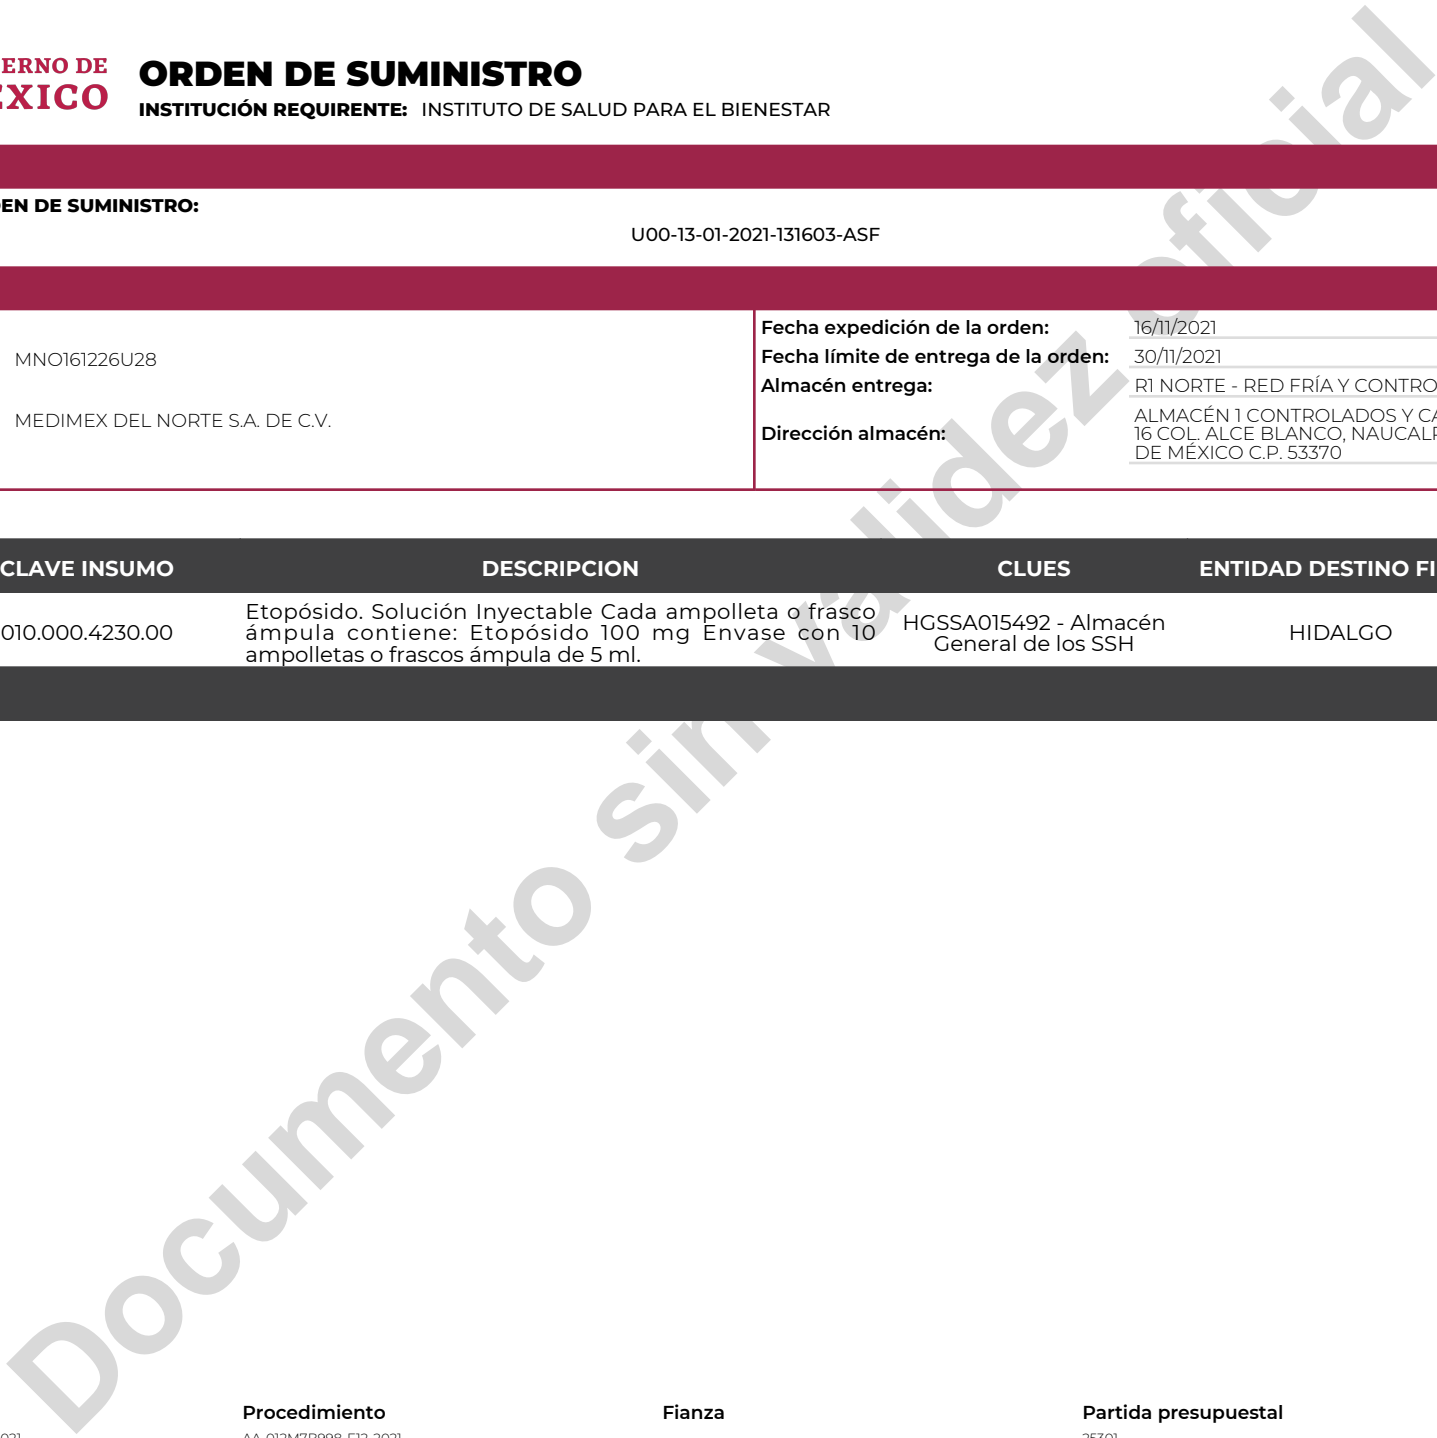 ERNO DE
ÉXICO
ORDEN DE SUMINISTRO
INSTITUCIÓN REQUIRENTE: INSTITUTO DE SALUD PARA EL BIENESTAR
EN DE SUMINISTRO:
U00-13-01-2021-131603-ASF
MNO161226U28
MEDIMEX DEL NORTE S.A. DE C.V.
Fecha expedición de la orden: 16/11/2021
Fecha límite de entrega de la orden: 30/11/2021
Almacén entrega: R1 NORTE - RED FRÍA Y CONTRO
Dirección almacén: ALMACÉN 1 CONTROLADOS Y CA
16 COL. ALCE BLANCO, NAUCALP
DE MÉXICO C.P. 53370
CLAVE INSUMO DESCRIPCION CLUES ENTIDAD DESTINO FI
010.000.4230.00
Etopósido. Solución Inyectable Cada ampolleta o frasco
ámpula contiene: Etopósido 100 mg Envase con 10
ampolletas o frascos ámpula de 5 ml.
HGSSA015492 - Almacén
General de los SSH
HIDALGO
Documento sin validez oficial
Procedimiento Fianza Partida presupuestal